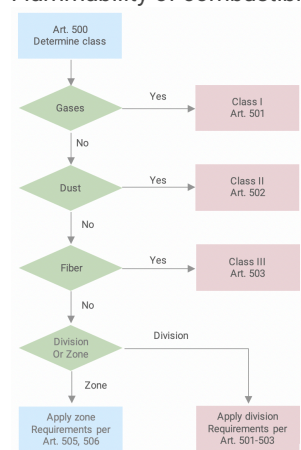 Art. 500
Determine class
Gases
Yes
Class I
Art. 501
No
Dust
Yes
Class II
Art. 502
No
Fiber
Yes
Class III
Art. 503
No
Division
Or Zone
Division
Zone
Apply zone
Requirements per
Art. 505, 506
Apply division
Requirements per
Art. 501-503